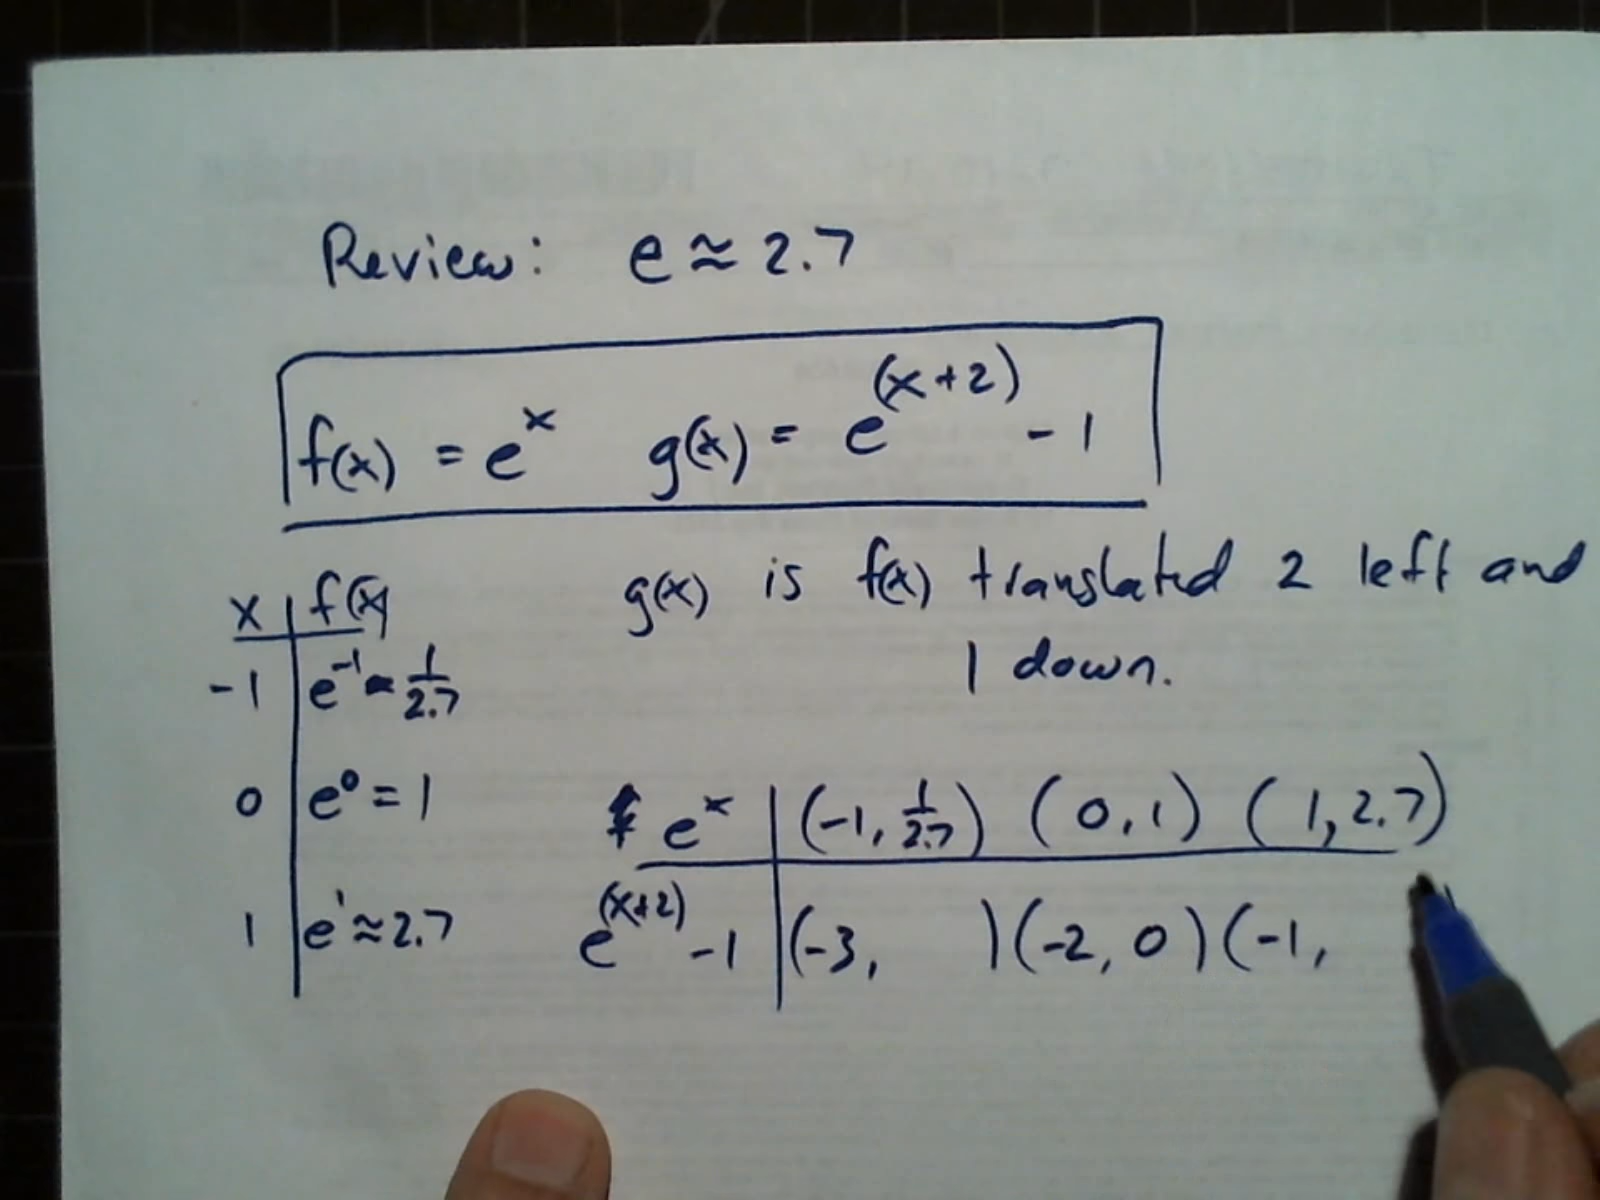 Review: e ≈ 2.7
f(x) = e^x g(x) = e^(x+2) - 1
g(x) is f(x) translated 2 left and
1 down.
x | f(x)
-1 | e^-1 ≈ 1/2.7
0 | e^0 = 1
1 | e^1 ≈ 2.7
e^x | (-1, 1/2.7) (0, 1) (1, 2.7)
e^(x+2) - 1 | (-3, ) (-2, 0) (-1,